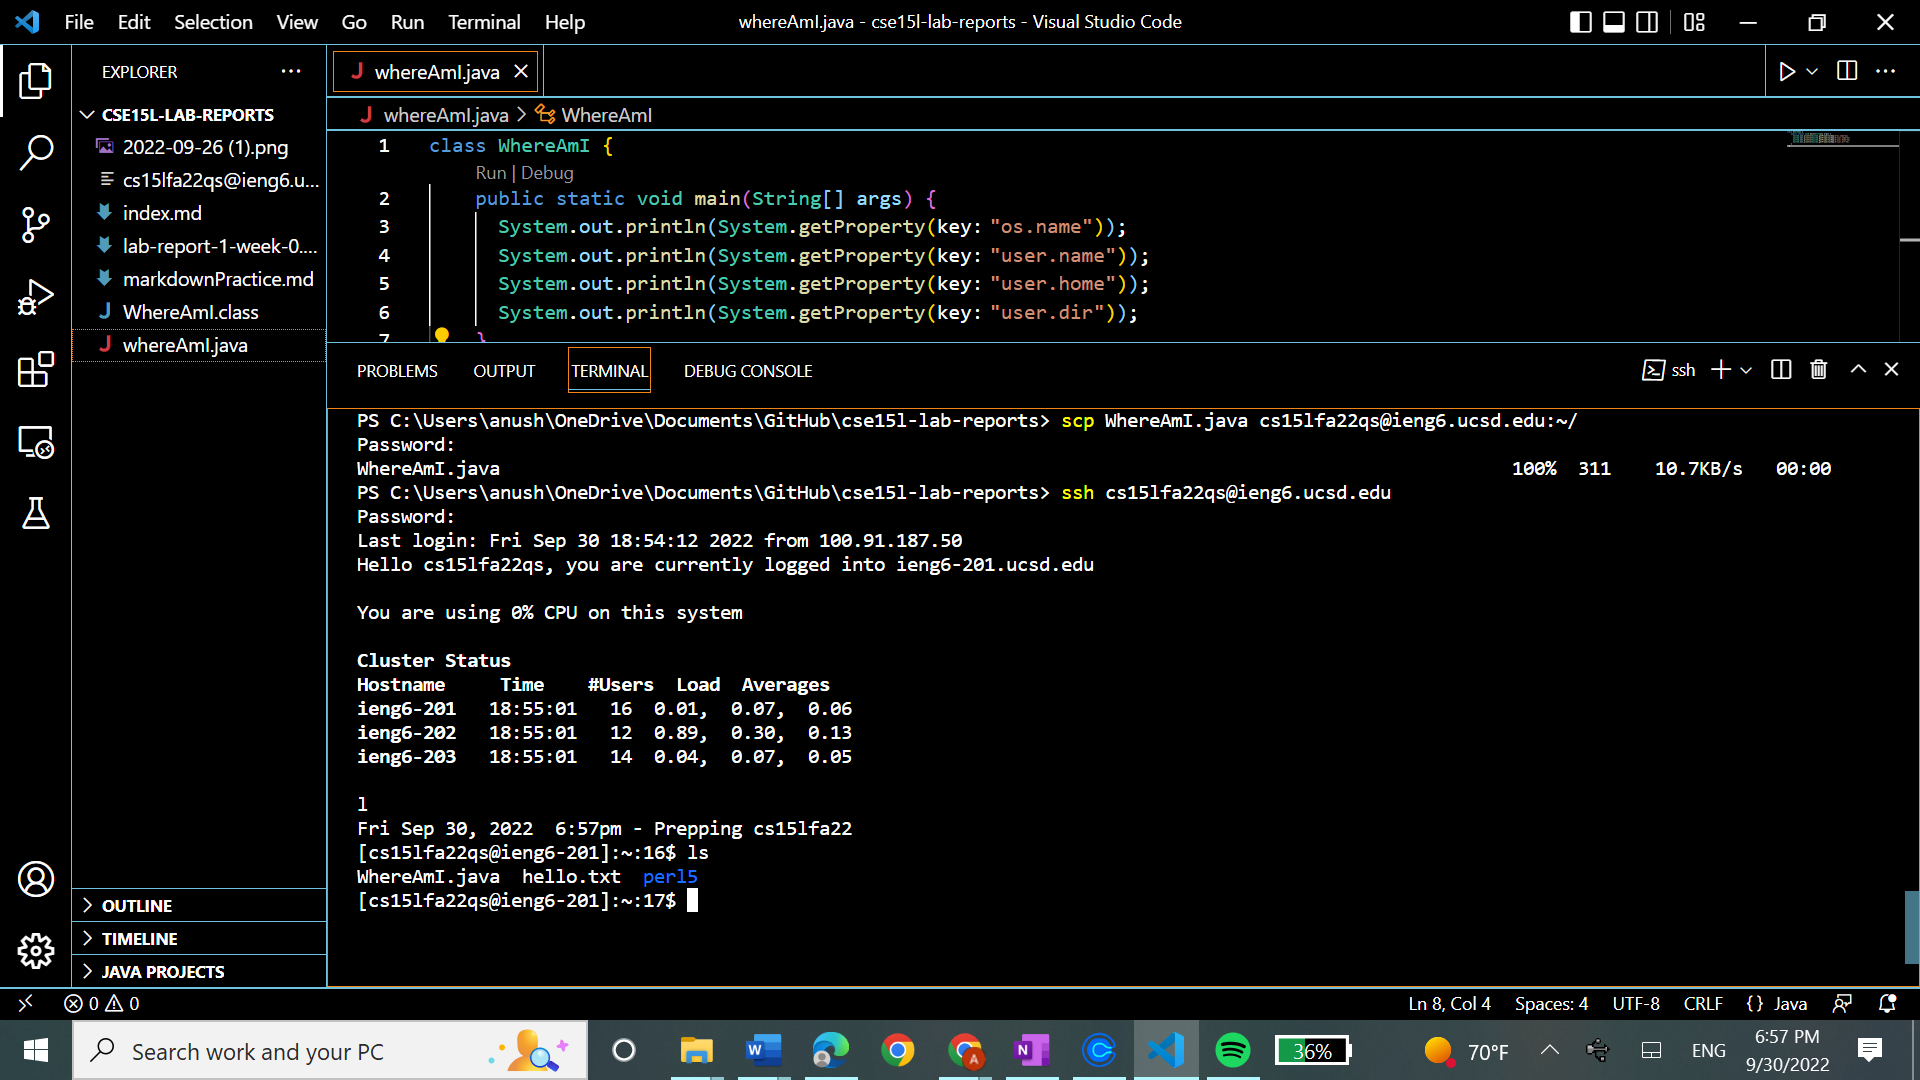 File Edit Selection View Go Run Terminal Help
whereAmI.java - cse15l-lab-reports - Visual Studio Code
EXPLORER
CSE15L-LAB-REPORTS
2022-09-26 (1).png
cs15lfa22qs@ieng6.u...
index.md
lab-report-1-week-0....
markdownPractice.md
WhereAmI.class
whereAmI.java
OUTLINE
TIMELINE
JAVA PROJECTS
whereAmI.java
whereAmI.java > WhereAmI
1 class WhereAmI {
Run | Debug
2 public static void main(String[] args) {
3 System.out.println(System.getProperty(key: "os.name"));
4 System.out.println(System.getProperty(key: "user.name"));
5 System.out.println(System.getProperty(key: "user.home"));
6 System.out.println(System.getProperty(key: "user.dir"));
7 }
PROBLEMS OUTPUT TERMINAL DEBUG CONSOLE
ssh
PS C:\Users\anush\OneDrive\Documents\GitHub\cse15l-lab-reports> scp WhereAmI.java cs15lfa22qs@ieng6.ucsd.edu:~/
Password:
WhereAmI.java 100% 311 10.7KB/s 00:00
PS C:\Users\anush\OneDrive\Documents\GitHub\cse15l-lab-reports> ssh cs15lfa22qs@ieng6.ucsd.edu
Password:
Last login: Fri Sep 30 18:54:12 2022 from 100.91.187.50
Hello cs15lfa22qs, you are currently logged into ieng6-201.ucsd.edu
You are using 0% CPU on this system
Cluster Status
Hostname Time #Users Load Averages
ieng6-201 18:55:01 16 0.01, 0.07, 0.06
ieng6-202 18:55:01 12 0.89, 0.30, 0.13
ieng6-203 18:55:01 14 0.04, 0.07, 0.05
l
Fri Sep 30, 2022 6:57pm - Prepping cs15lfa22
[cs15lfa22qs@ieng6-201]:~:16$ ls
WhereAmI.java hello.txt perl5
[cs15lfa22qs@ieng6-201]:~:17$
0 0
Ln 8, Col 4 Spaces: 4 UTF-8 CRLF {} Java
Search work and your PC
36%
70°F
ENG
6:57 PM
9/30/2022